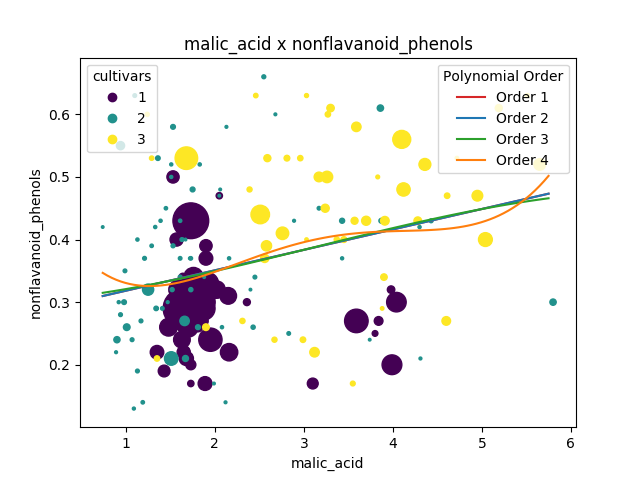 malic_acid x nonflavanoid_phenols
cultivars
1
2
3
Polynomial Order
Order 1
Order 2
Order 3
Order 4
nonflavanoid_phenols
0.6
0.5
0.4
0.3
0.2
1 2 3 4 5 6
malic_acid